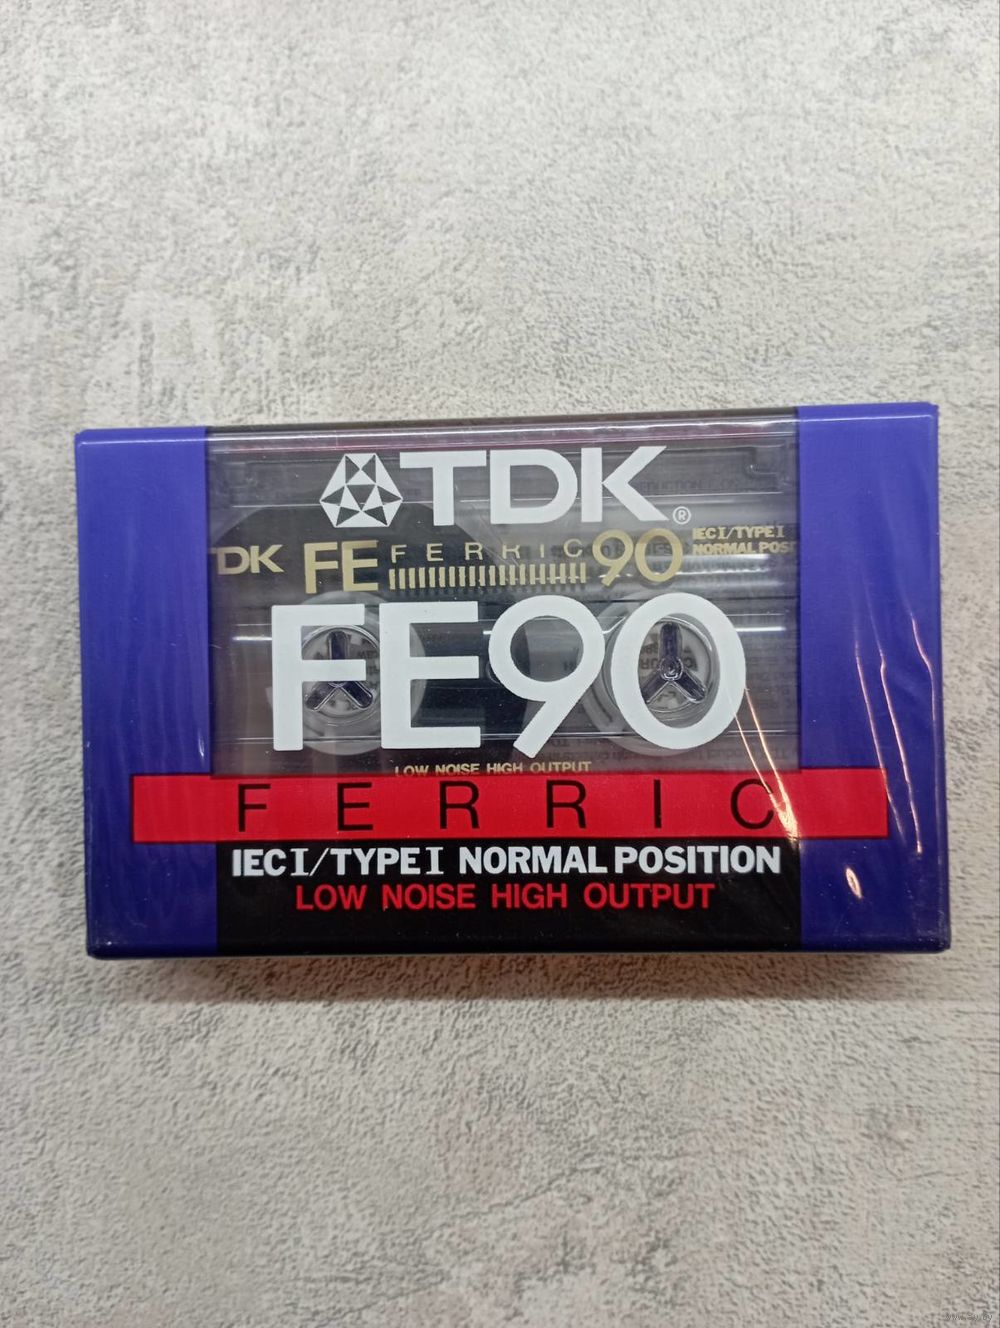 TDK®
TDK FE FERRIC 90 IEC I/TYPE I
NORMAL POS
FE90
LOW NOISE HIGH OUTPUT
FERRIC
IEC I/TYPE I NORMAL POSITION
LOW NOISE HIGH OUTPUT